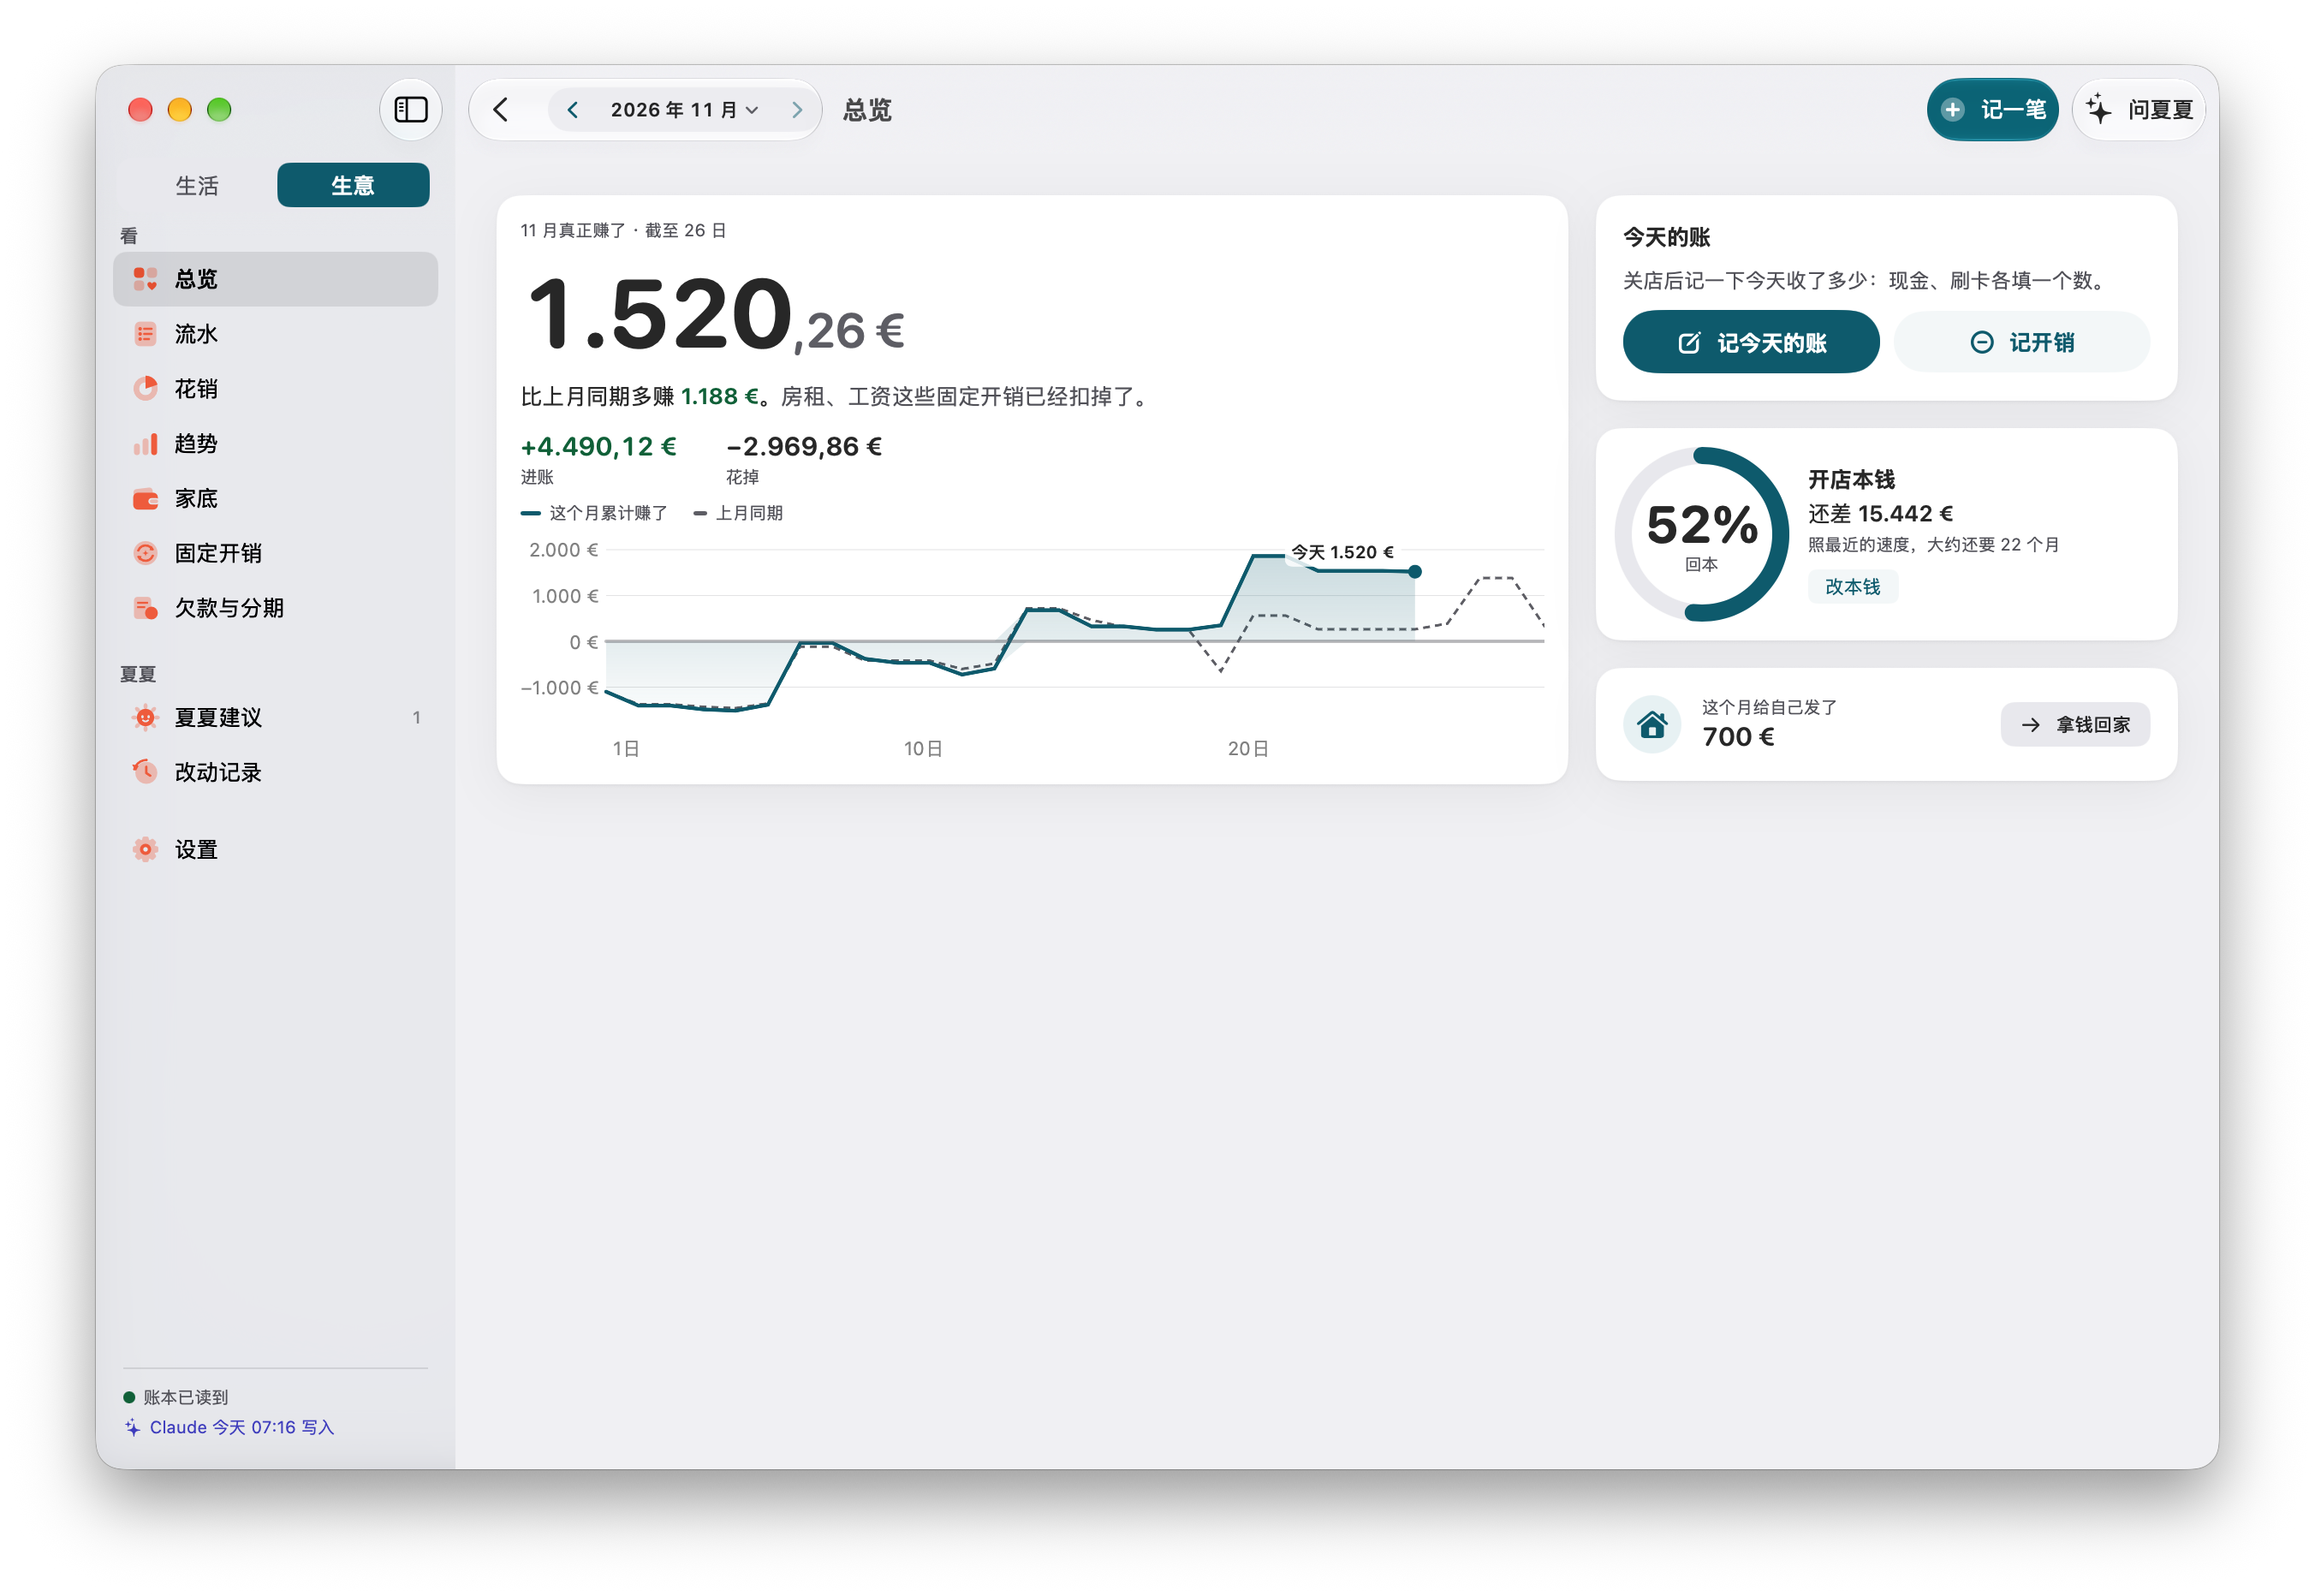 2026 年 11 月
总览
记一笔
问夏夏
生活
生意
看
总览
流水
花销
趋势
家底
固定开销
欠款与分期
夏夏
夏夏建议
1
改动记录
设置
账本已读到
Claude 今天 07:16 写入
11 月真正赚了 · 截至 26 日
1.520,26 €
比上月同期多赚 1.188 €。房租、工资这些固定开销已经扣掉了。
+4.490,12 €
−2.969,86 €
进账
花掉
这个月累计赚了
上月同期
2.000 €
今天 1.520 €
1.000 €
0 €
−1.000 €
1日
10日
20日
今天的账
关店后记一下今天收了多少：现金、刷卡各填一个数。
记今天的账
记开销
52%
回本
开店本钱
还差 15.442 €
照最近的速度，大约还要 22 个月
改本钱
这个月给自己发了
700 €
拿钱回家